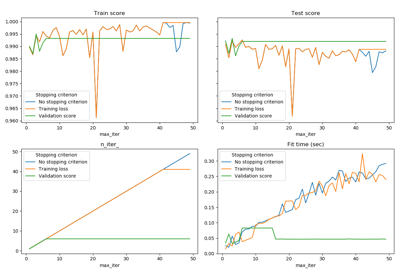 Train score
Test score
1.000
0.995
0.990
0.985
0.980
0.975
0.970
0.965
0.960
Stopping criterion
No stopping criterion
Training loss
Validation score
Stopping criterion
No stopping criterion
Training loss
Validation score
0 10 20 30 40 50
max_iter
0 10 20 30 40 50
max_iter
n_iter_
Fit time (sec)
50
40
30
20
10
0
Stopping criterion
No stopping criterion
Training loss
Validation score
0.30
0.25
0.20
0.15
0.10
0.05
0.00
Stopping criterion
No stopping criterion
Training loss
Validation score
0 10 20 30 40 50
max_iter
0 10 20 30 40 50
max_iter